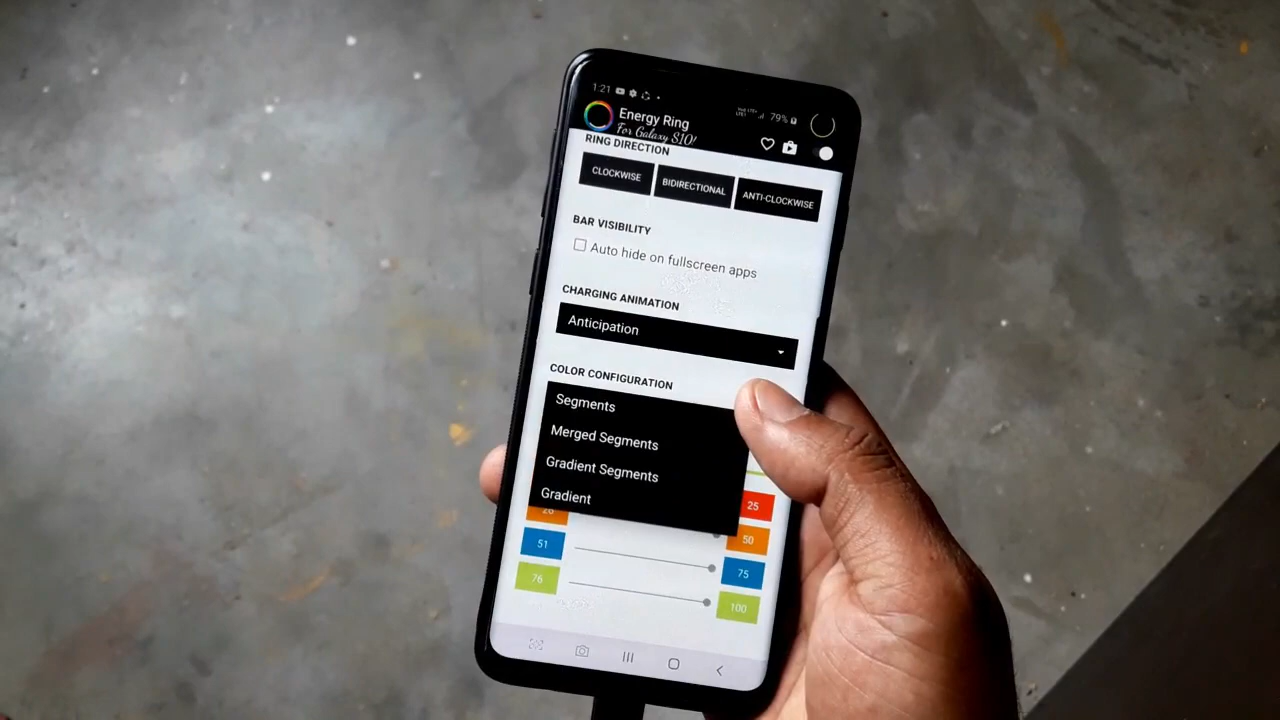 1:21
79%
Energy Ring
For Galaxy S10!
RING DIRECTION
CLOCKWISE
BIDIRECTIONAL
ANTI-CLOCKWISE
BAR VISIBILITY
Auto hide on fullscreen apps
CHARGING ANIMATION
Anticipation
COLOR CONFIGURATION
Segments
Merged Segments
Gradient Segments
Gradient
25
26
50
51
75
76
100